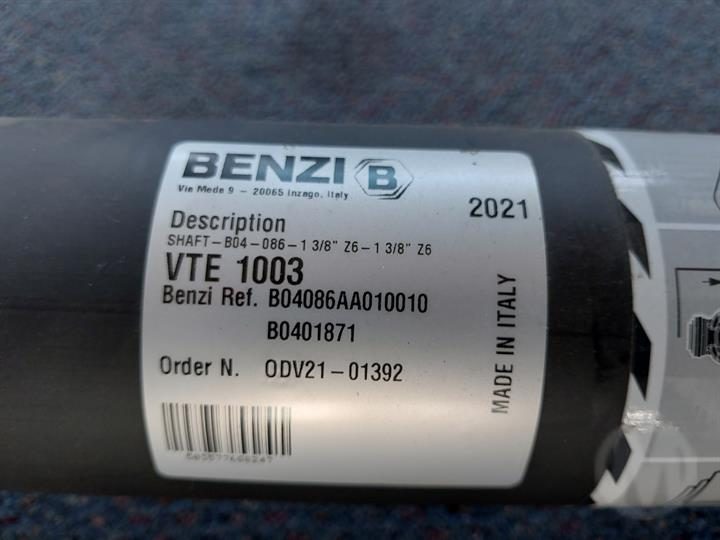 BENZI B
Via Mede 9 - 20065 Inzago, Italy
2021
Description
SHAFT-B04-086-1 3/8" Z6-1 3/8" Z6
VTE 1003
Benzi Ref. B04086AA010010
B0401871
Order N. ODV21-01392
MADE IN ITALY